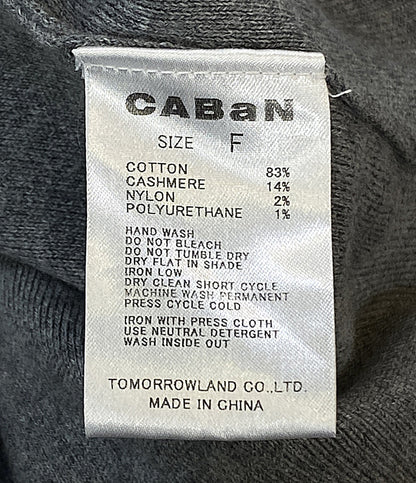 CABaN
SIZE F
COTTON 83%
CASHMERE 14%
NYLON 2%
POLYURETHANE 1%
HAND WASH
DO NOT BLEACH
DO NOT TUMBLE DRY
DRY FLAT IN SHADE
IRON LOW
DRY CLEAN SHORT CYCLE
MACHINE WASH PERMANENT
PRESS CYCLE COLD
IRON WITH PRESS CLOTH
USE NEUTRAL DETERGENT
WASH INSIDE OUT
TOMORROWLAND CO.,LTD.
MADE IN CHINA